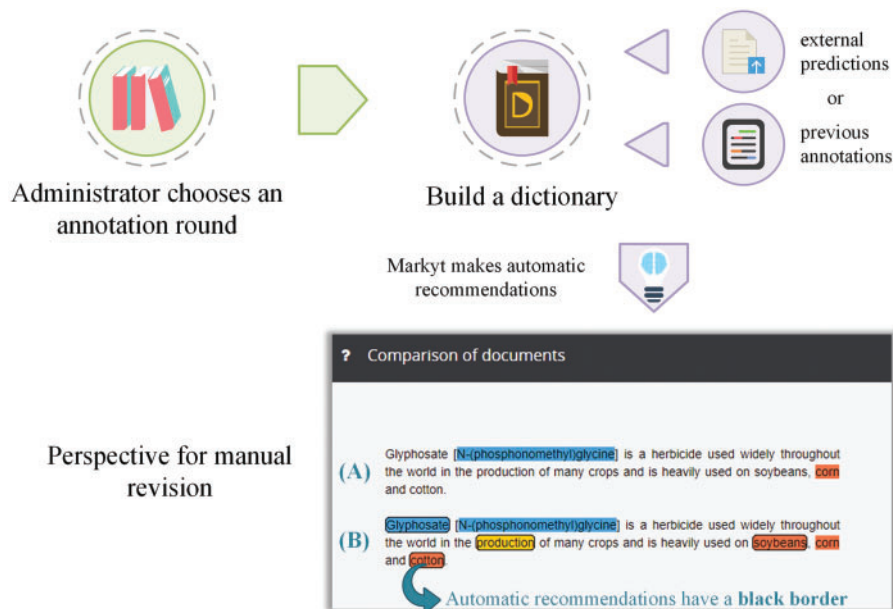 external
predictions
or
previous
annotations
D
Administrator chooses an
annotation round
Build a dictionary
Markyt makes automatic
recommendations
? Comparison of documents
Perspective for manual
revision
(A)
Glyphosate [N-(phosphonomethyl)glycine] is a herbicide used widely throughout
the world in the production of many crops and is heavily used on soybeans, corn
and cotton.
(B)
Glyphosate [N-(phosphonomethyl)glycine] is a herbicide used widely throughout
the world in the production of many crops and is heavily used on soybeans, corn
and cotton.
Automatic recommendations have a black border